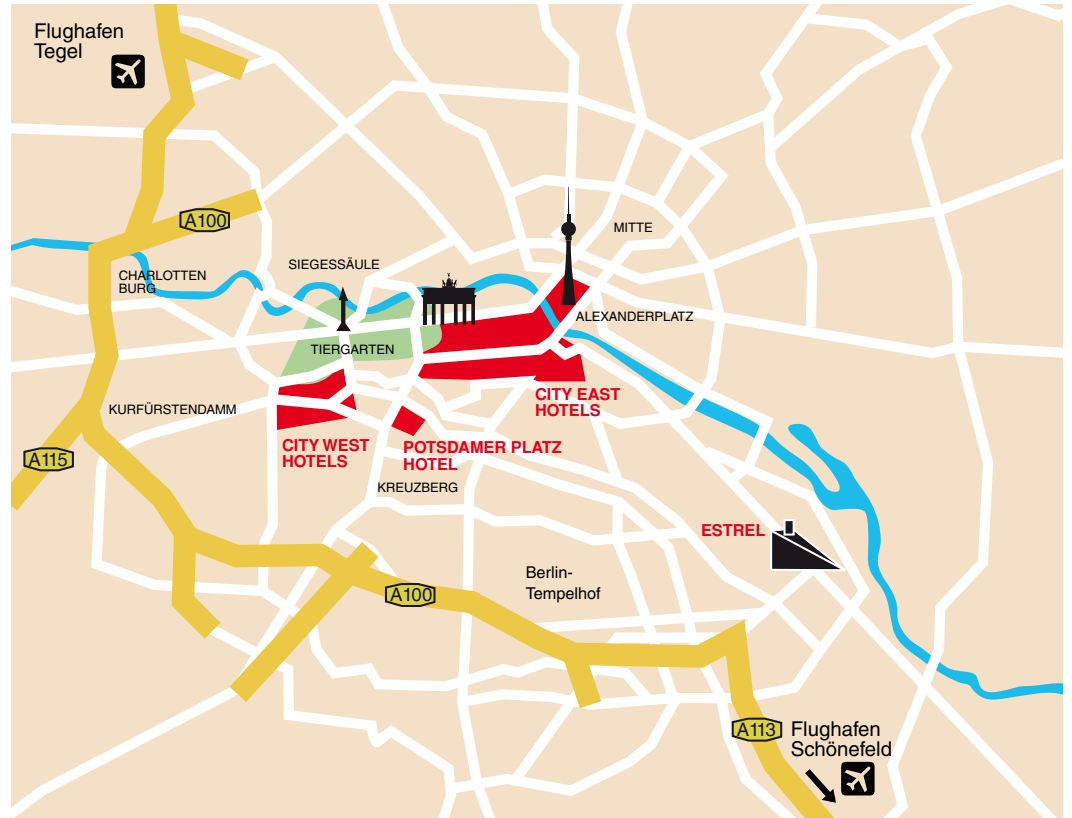 Flughafen
Tegel
A100
MITTE
SIEGESSÄULE
CHARLOTTEN
BURG
ALEXANDERPLATZ
TIERGARTEN
CITY EAST
HOTELS
KURFÜRSTENDAMM
CITY WEST
HOTELS
POTSDAMER PLATZ
HOTEL
A115
KREUZBERG
ESTREL
Berlin-
Tempelhof
A100
A113
Flughafen
Schönefeld